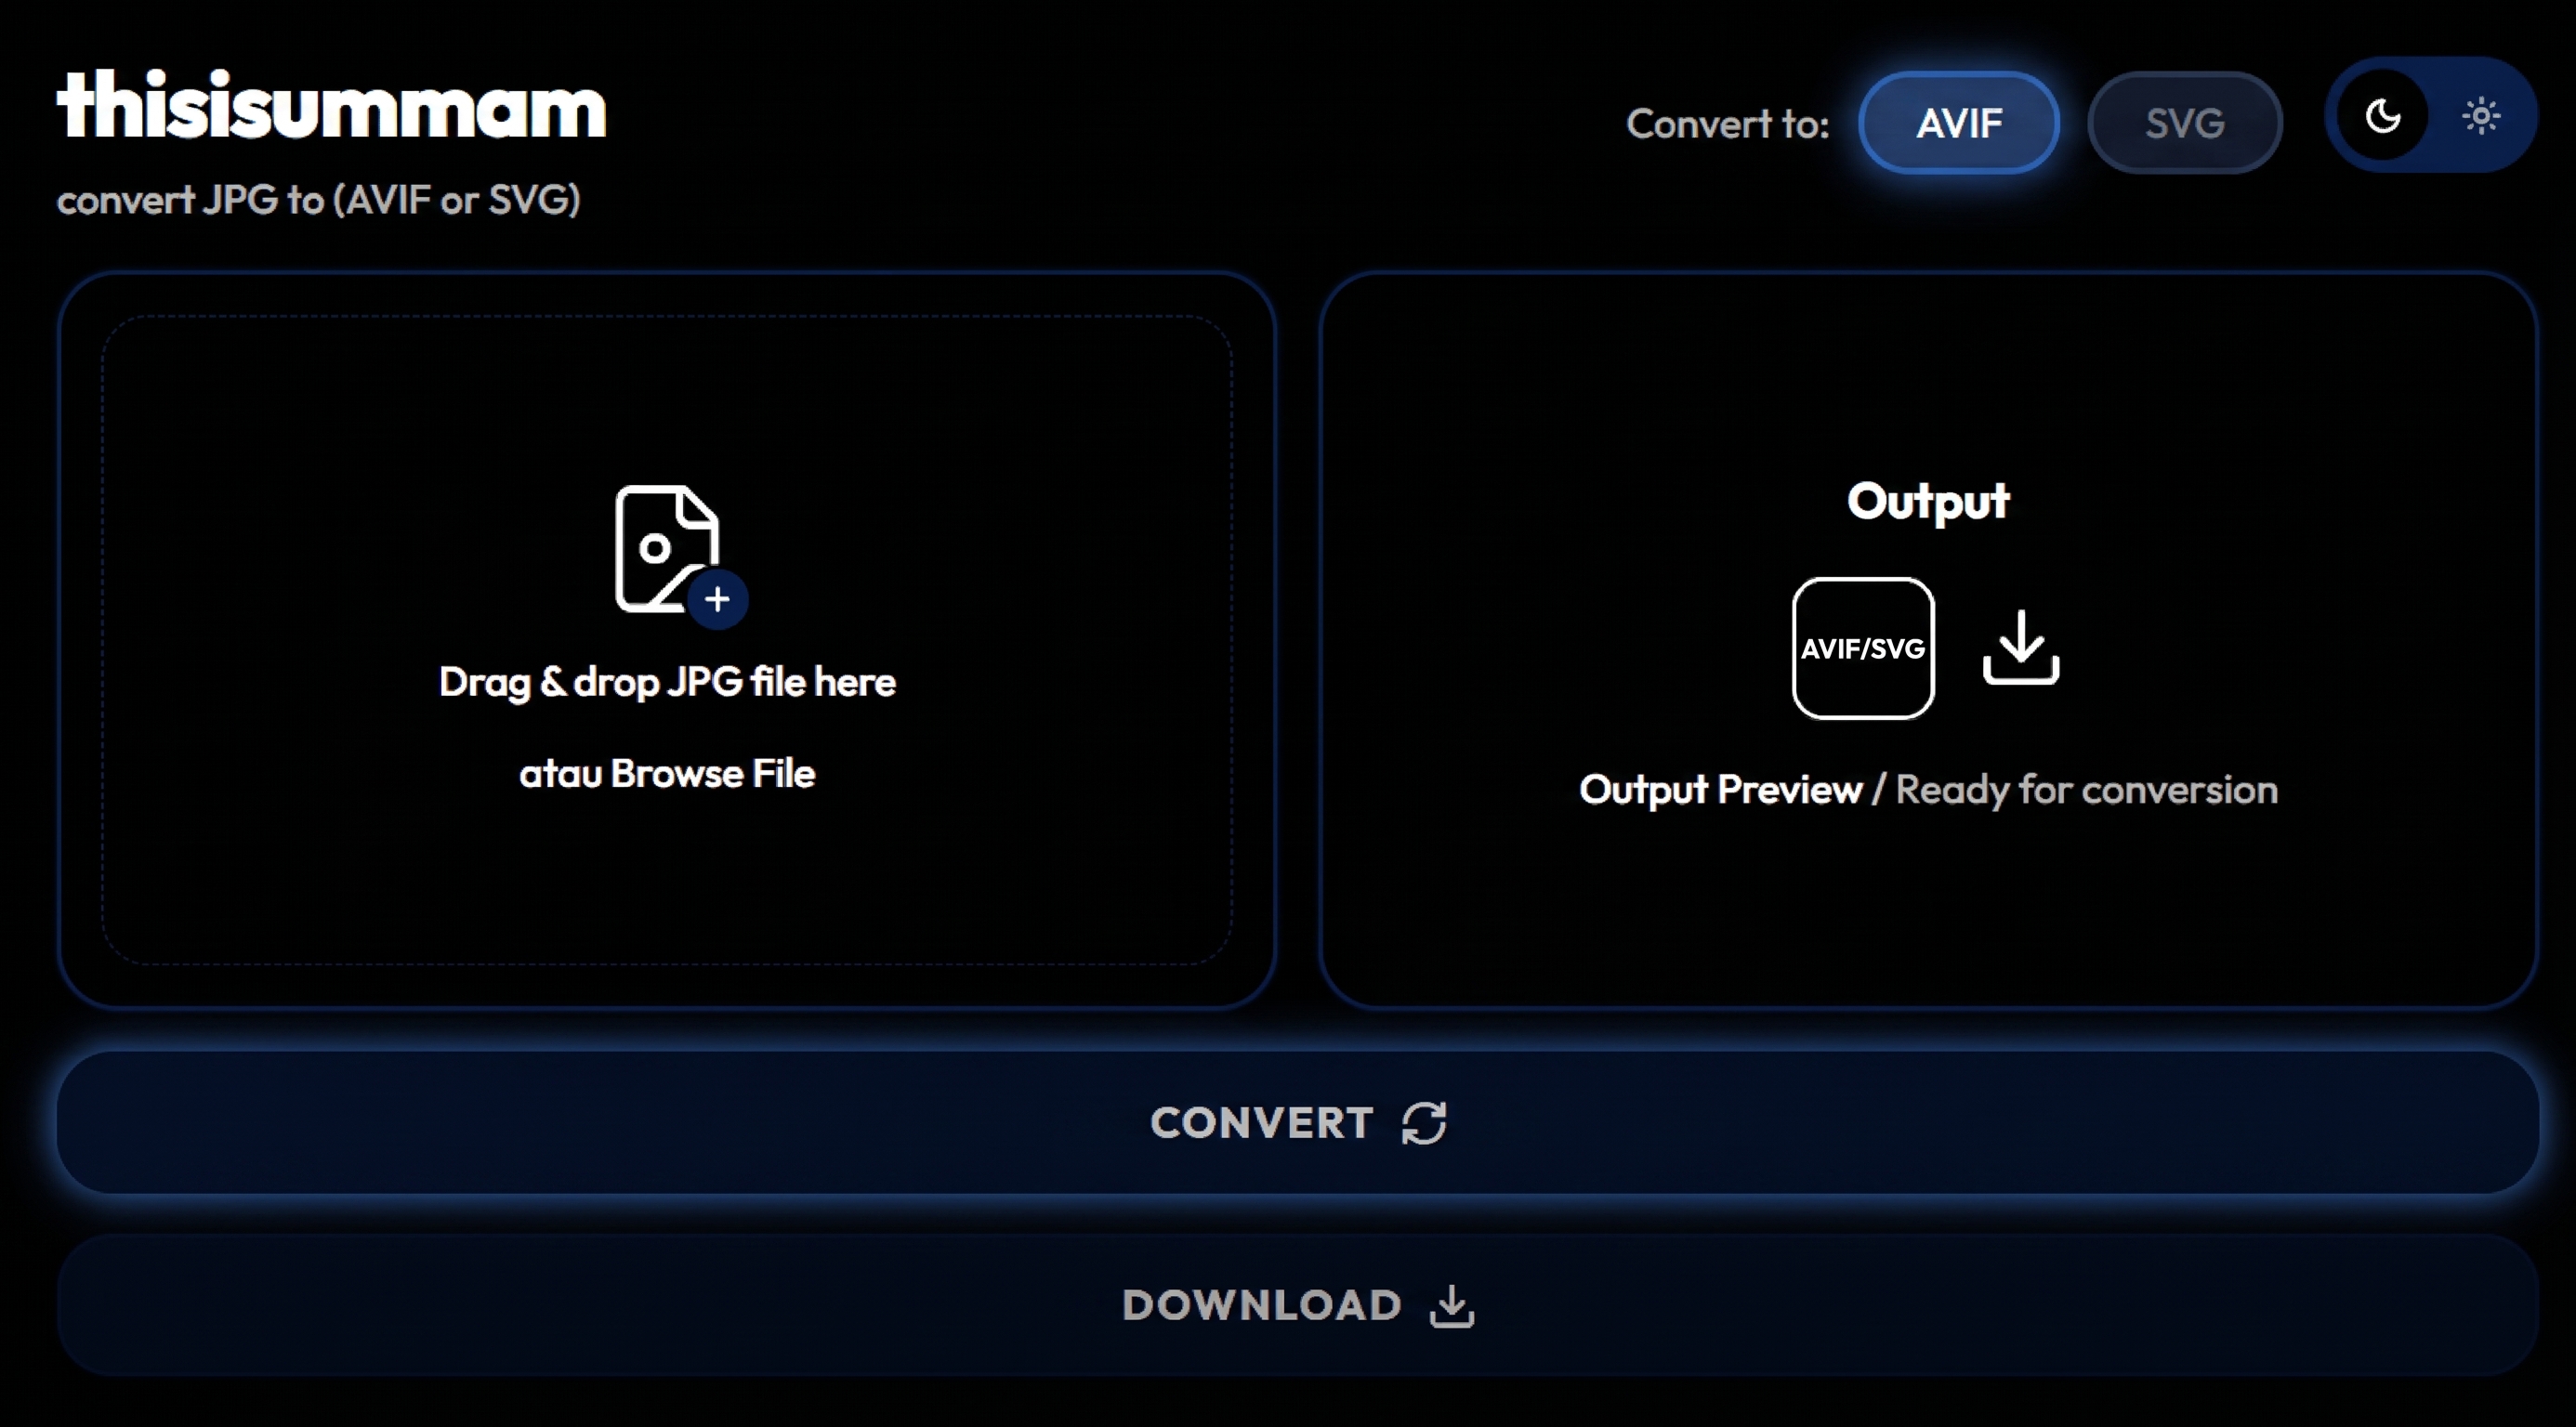 thisisummam
convert JPG to (AVIF or SVG)
Convert to:
AVIF
SVG
Drag & drop JPG file here
atau Browse File
Output
AVIF/SVG
Output Preview / Ready for conversion
CONVERT
DOWNLOAD